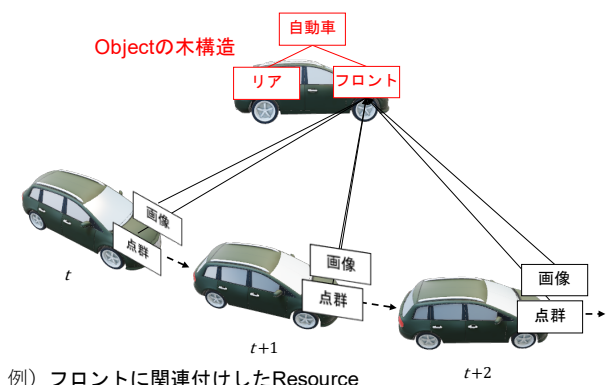 自動車
Objectの木構造
リア
フロント
画像
点群
t
画像
点群
t+1
画像
点群
t+2
例）フロントに関連付けしたResource